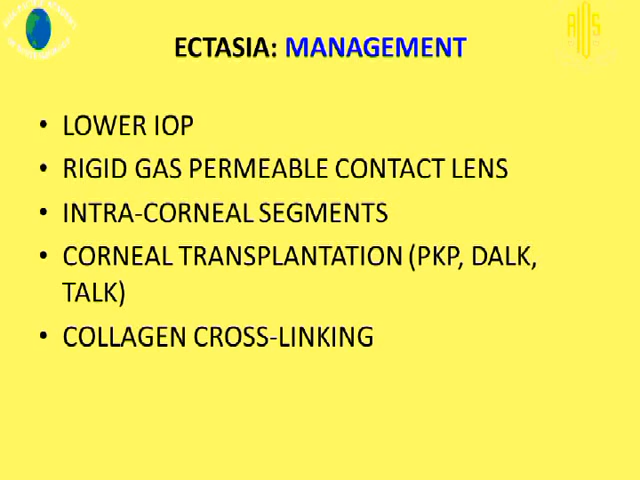 ECTASIA: MANAGEMENT
• LOWER IOP
• RIGID GAS PERMEABLE CONTACT LENS
• INTRA-CORNEAL SEGMENTS
• CORNEAL TRANSPLANTATION (PKP, DALK,
TALK)
• COLLAGEN CROSS-LINKING